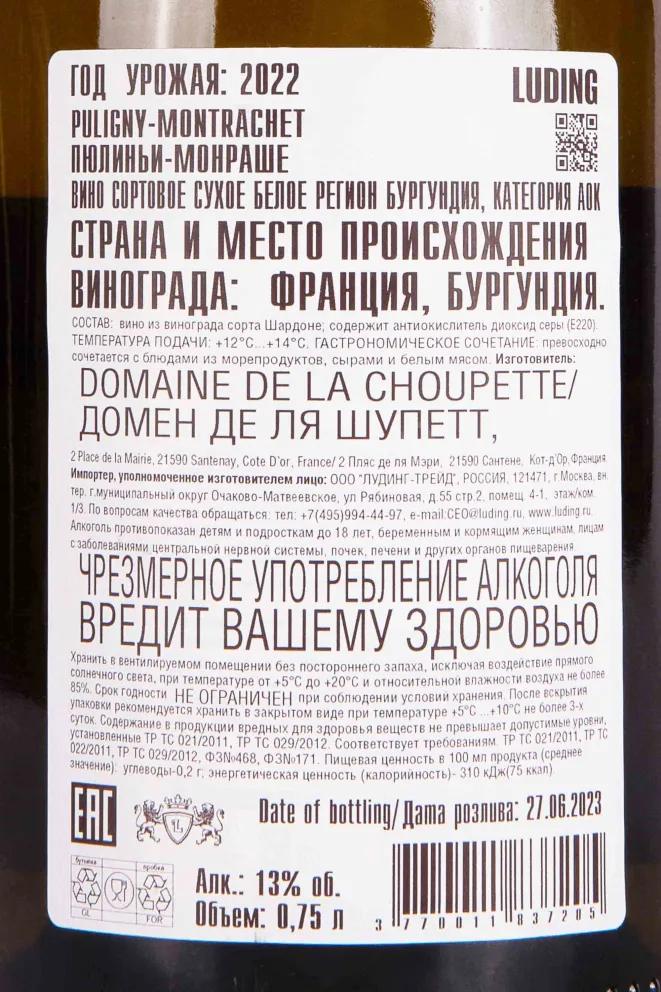 ГОД УРОЖАЯ: 2022
LUDING
PULIGNY-MONTRACHET
ПЮЛИНЬИ-МОНРАШЕ
ВИНО СОРТОВОЕ СУХОЕ БЕЛОЕ РЕГИОН БУРГУНДИЯ, КАТЕГОРИЯ АОК
СТРАНА И МЕСТО ПРОИСХОЖДЕНИЯ
ВИНОГРАДА: ФРАНЦИЯ, БУРГУНДИЯ.
СОСТАВ: вино из винограда сорта Шардоне; содержит антиокислитель диоксид серы (Е220).
ТЕМПЕРАТУРА ПОДАЧИ: +12°С...+14°С. ГАСТРОНОМИЧЕСКОЕ СОЧЕТАНИЕ: превосходно
сочетается с блюдами из морепродуктов, сырами и белым мясом. Изготовитель:
DOMAINE DE LA CHOUPETTE/
ДОМЕН ДЕ ЛЯ ШУПЕТТ,
2 Place de la Mairie, 21590 Santenay, Cote D'or, France/ 2 Пляс де ля Мэри, 21590 Сантене, Кот-д'Ор,Франция.
Импортер, уполномоченное изготовителем лицо: ООО "ЛУДИНГ-ТРЕЙД", РОССИЯ, 121471, г.Москва, вн.
тер. г.муниципальный округ Очаково-Матвеевское, ул Рябиновая, д.55 стр.2, помещ. 4-1, этаж/ком.
1/3. По вопросам качества обращаться: тел: +7(495)994-44-97, e-mail:CEO@luding.ru, www.luding.ru.
Алкоголь противопоказан детям и подросткам до 18 лет, беременным и кормящим женщинам, лицам
с заболеваниями центральной нервной системы, почек, печени и других органов пищеварения.
ЧРЕЗМЕРНОЕ УПОТРЕБЛЕНИЕ АЛКОГОЛЯ
ВРЕДИТ ВАШЕМУ ЗДОРОВЬЮ
Хранить в вентилируемом помещении без постороннего запаха, исключая воздействие прямого
солнечного света, при температуре от +5°С до +20°С и относительной влажности воздуха не более
85%. Срок годности НЕ ОГРАНИЧЕН при соблюдении условий хранения. После вскрытия
упаковки рекомендуется хранить в закрытом виде при температуре +5°С ...+10°С не более 3-х
суток. Содержание в продукции вредных для здоровья веществ не превышает допустимые уровни,
установленные ТР ТС 021/2011, ТР ТС 029/2012. Соответствует требованиям: ТР ТС 021/2011, ТР ТС
022/2011, ТР ТС 029/2012, ФЗ№468, ФЗ№171. Пищевая ценность в 100 мл продукта (среднее
значение): углеводы-0,2 г; энергетическая ценность (калорийность)- 310 кДж(75 ккал).
EAC
L
Date of bottling/Дата розлива: 27.06.2023
бутылка
пробка
GL
FOR
Алк.: 13% об.
Объем: 0,75 л
3 770011 837205